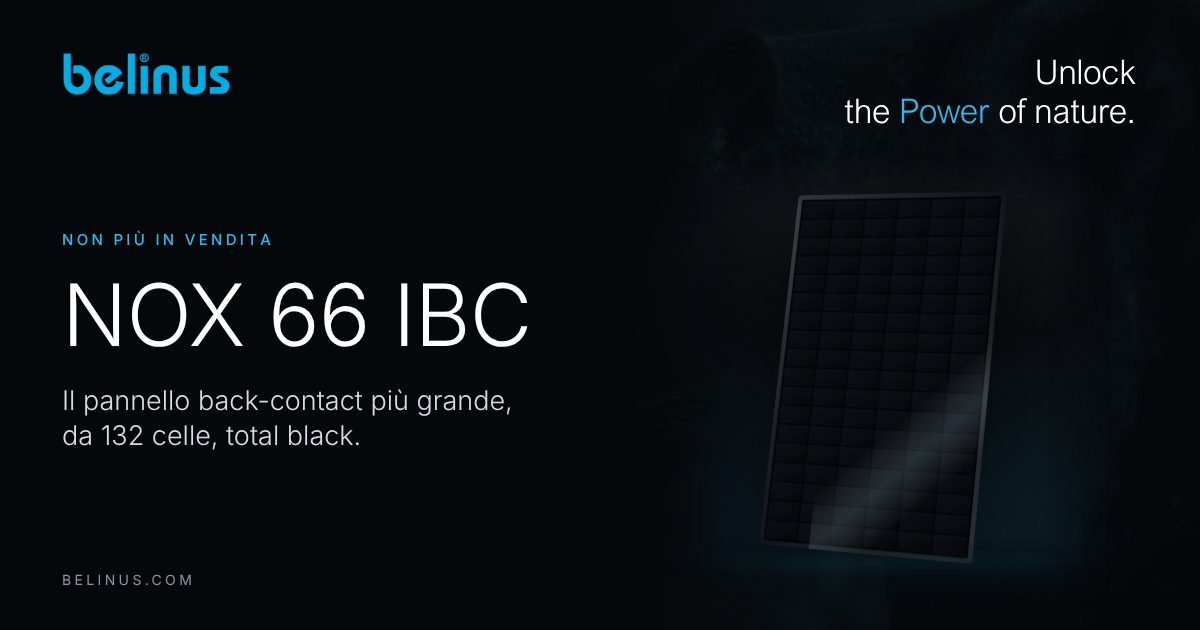 belinus®
Unlock
the Power of nature.
NON PIÙ IN VENDITA
NOX 66 IBC
Il pannello back-contact più grande,
da 132 celle, total black.
BELINUS.COM